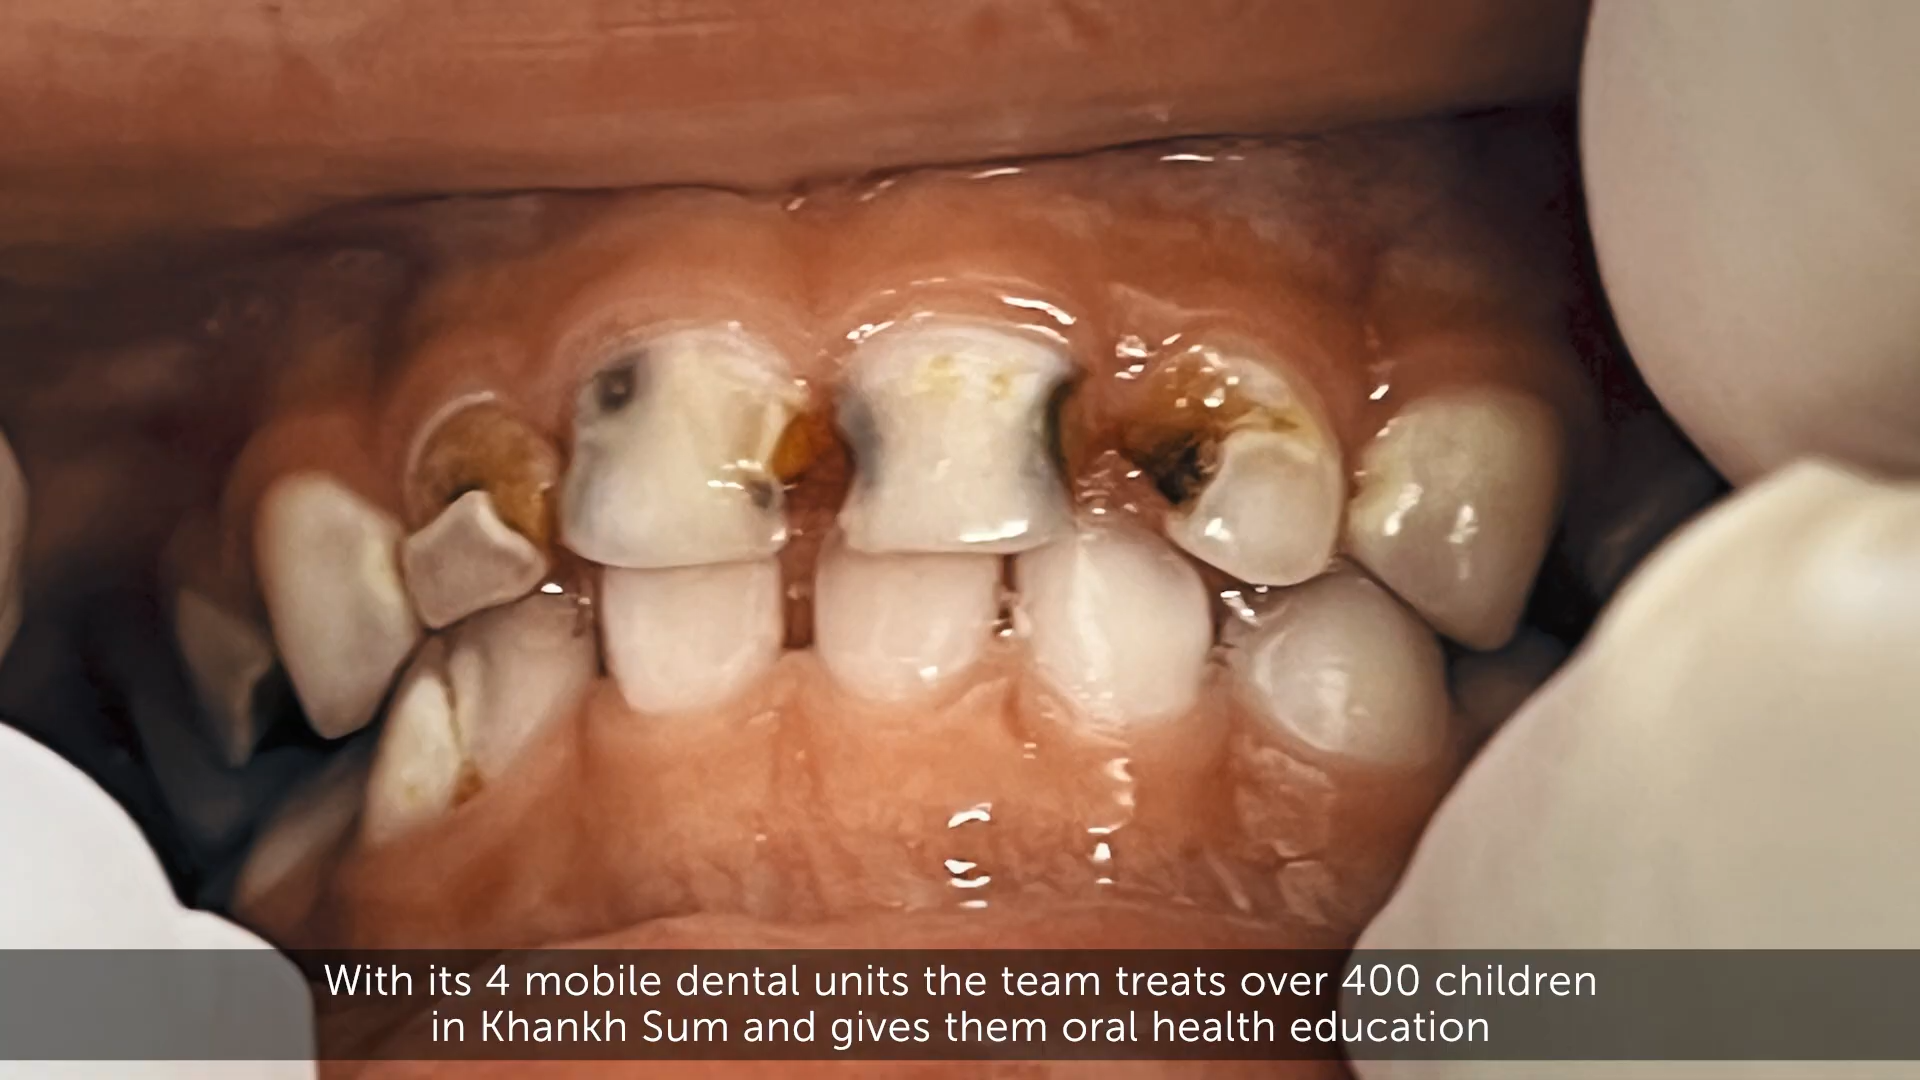 With its 4 mobile dental units the team treats over 400 children
in Khankh Sum and gives them oral health education